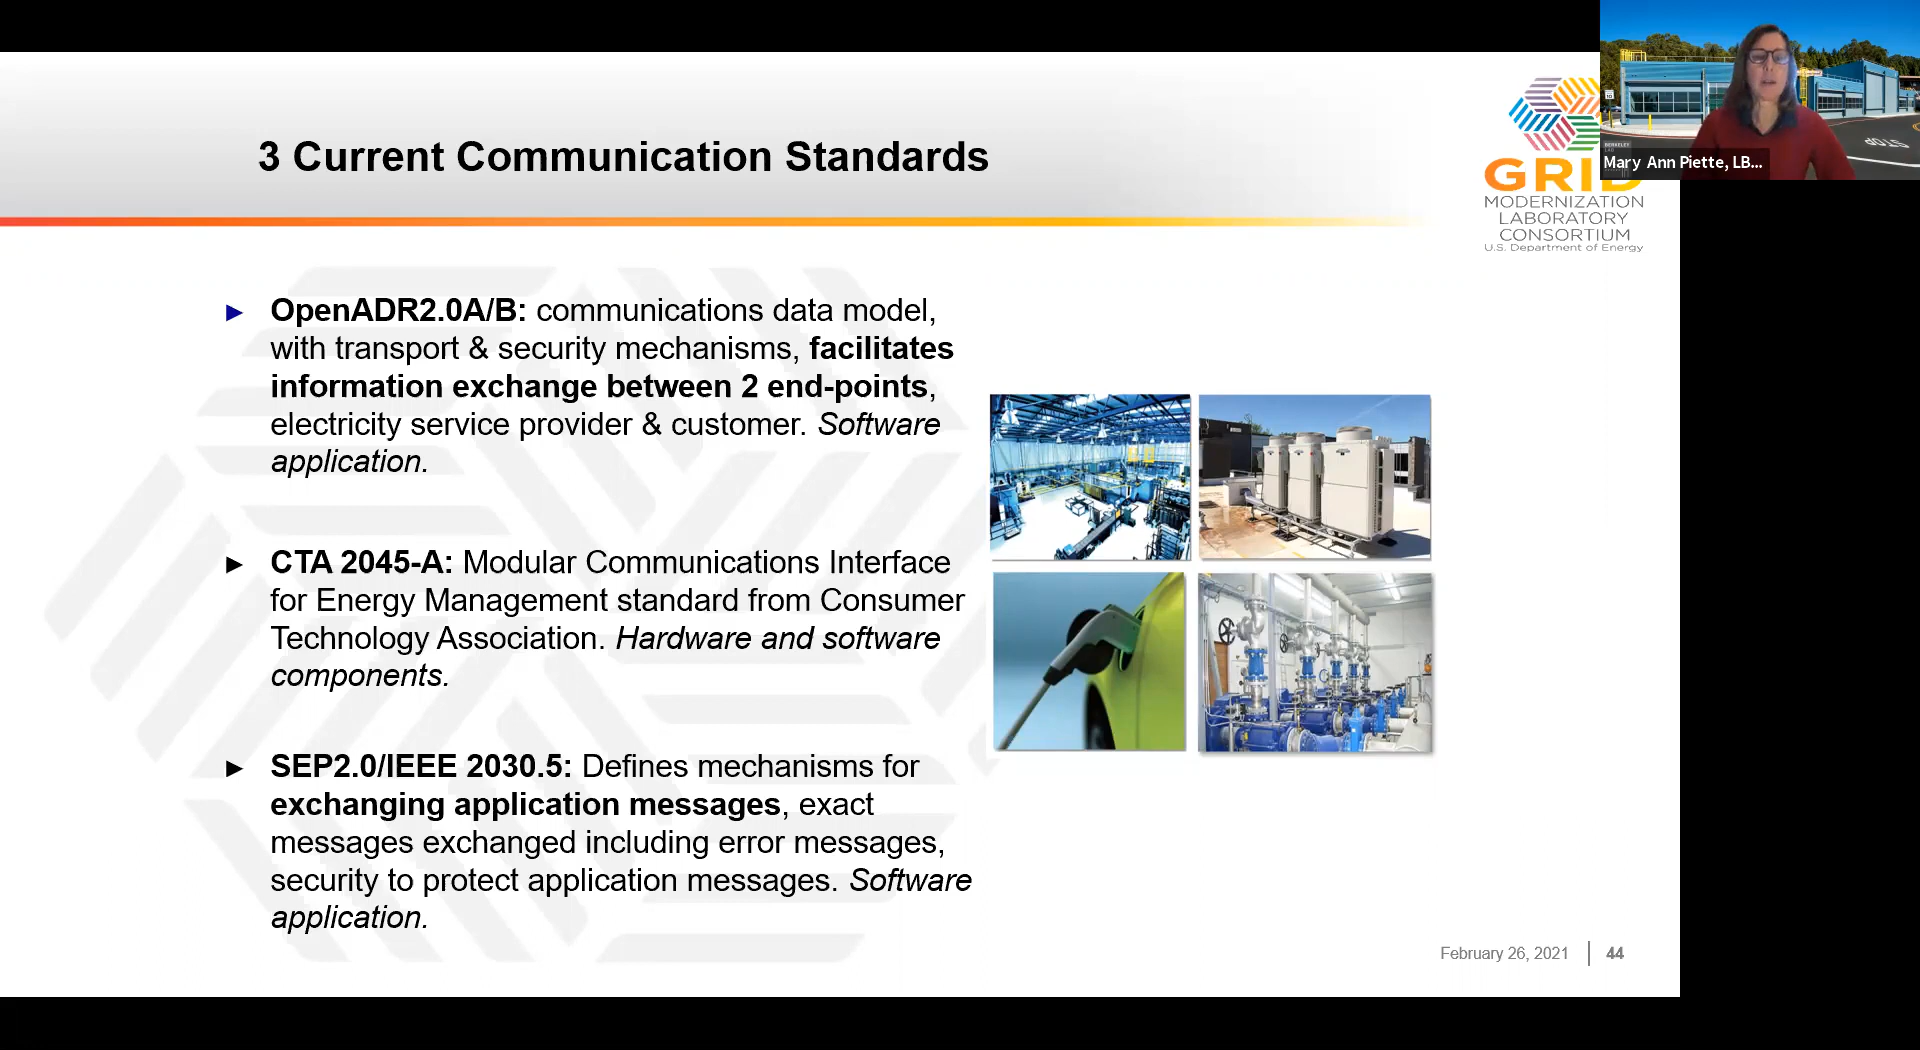 3 Current Communication Standards
GRID
MODERNIZATION
LABORATORY
CONSORTIUM
U.S. Department of Energy
Mary Ann Piette, LB...
STOP
► OpenADR2.0A/B: communications data model,
with transport & security mechanisms, facilitates
information exchange between 2 end-points,
electricity service provider & customer. Software
application.
► CTA 2045-A: Modular Communications Interface
for Energy Management standard from Consumer
Technology Association. Hardware and software
components.
► SEP2.0/IEEE 2030.5: Defines mechanisms for
exchanging application messages, exact
messages exchanged including error messages,
security to protect application messages. Software
application.
February 26, 2021 | 44